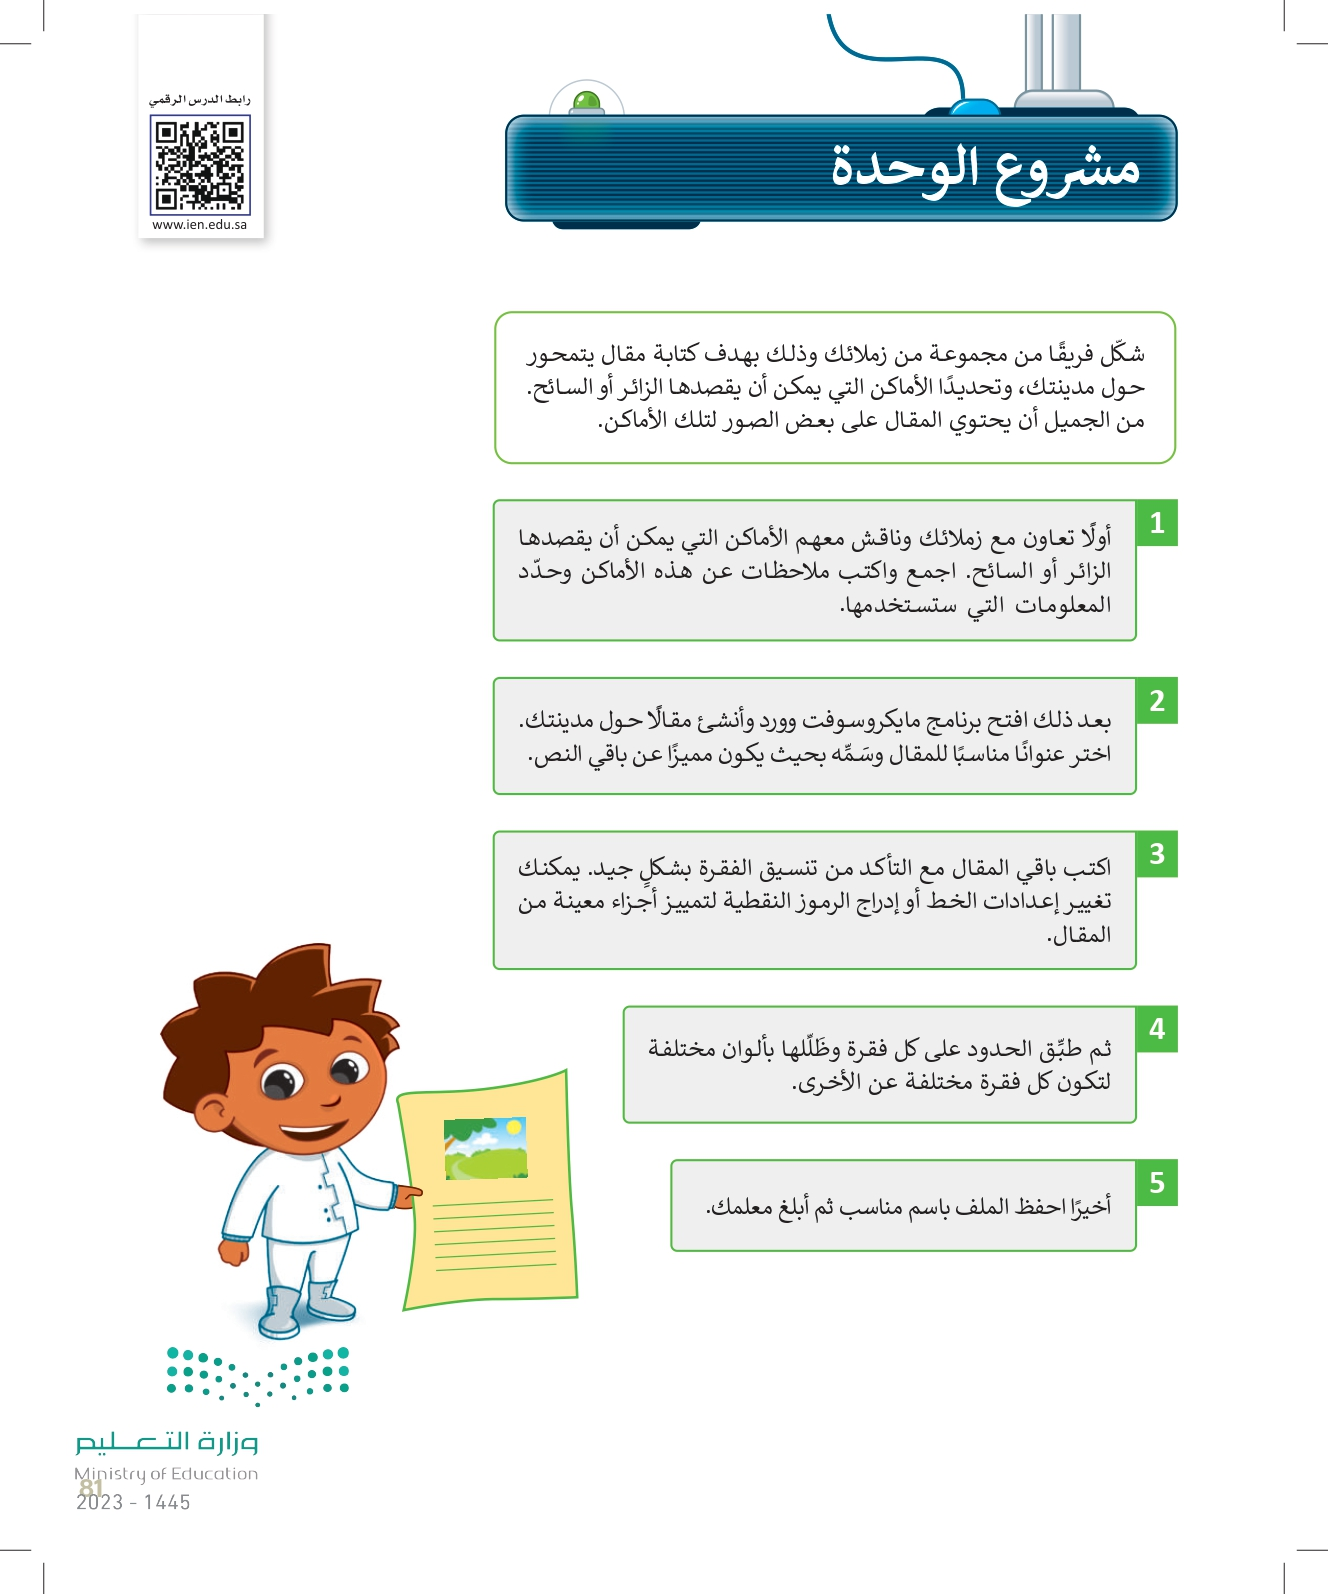 رابط الدرس الرقمي
www.ien.edu.sa
مشروع الوحدة
شكّل فريقًا من مجموعة من زملائك وذلك بهدف كتابة مقال يتمحور
حول مدينتك، وتحديدًا الأماكن التي يمكن أن يقصدها الزائر أو السائح.
من الجميل أن يحتوي المقال على بعض الصور لتلك الأماكن.
1
أولًا تعاون مع زملائك وناقش معهم الأماكن التي يمكن أن يقصدها
الزائر أو السائح. اجمع واكتب ملاحظات عن هذه الأماكن وحدّد
المعلومات التي ستستخدمها.
2
بعد ذلك افتح برنامج مايكروسوفت وورد وأنشئ مقالًا حول مدينتك.
اختر عنوانًا مناسبًا للمقال وسَمِّه بحيث يكون مميزًا عن باقي النص.
3
اكتب باقي المقال مع التأكد من تنسيق الفقرة بشكلٍ جيد. يمكنك
تغيير إعدادات الخط أو إدراج الرموز النقطية لتمييز أجزاء معينة من
المقال.
4
ثم طبِّق الحدود على كل فقرة وظَلِّلها بألوان مختلفة
لتكون كل فقرة مختلفة عن الأخرى.
5
أخيرًا احفظ الملف باسم مناسب ثم أبلغ معلمك.
وزارة التعليم
Ministry of Education
81
2023 - 1445